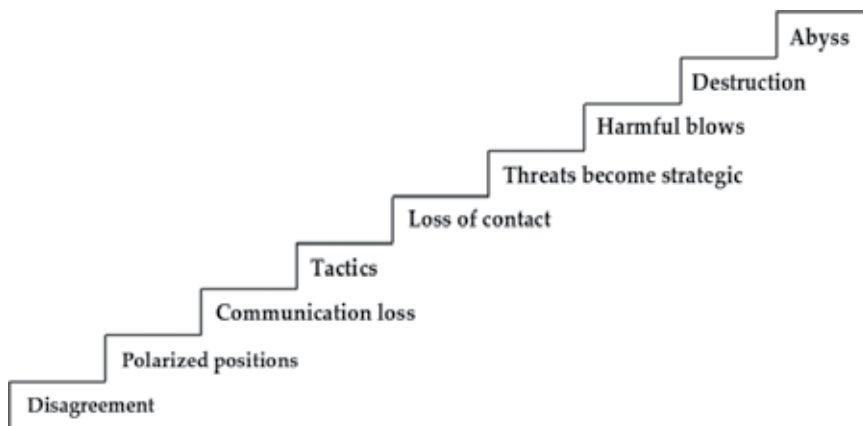 Abyss
Destruction
Harmful blows
Threats become strategic
Loss of contact
Tactics
Communication loss
Polarized positions
Disagreement